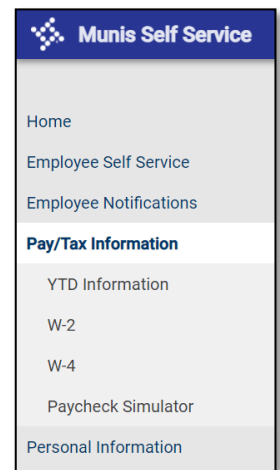 Munis Self Service
Home
Employee Self Service
Employee Notifications
Pay/Tax Information
YTD Information
W-2
W-4
Paycheck Simulator
Personal Information